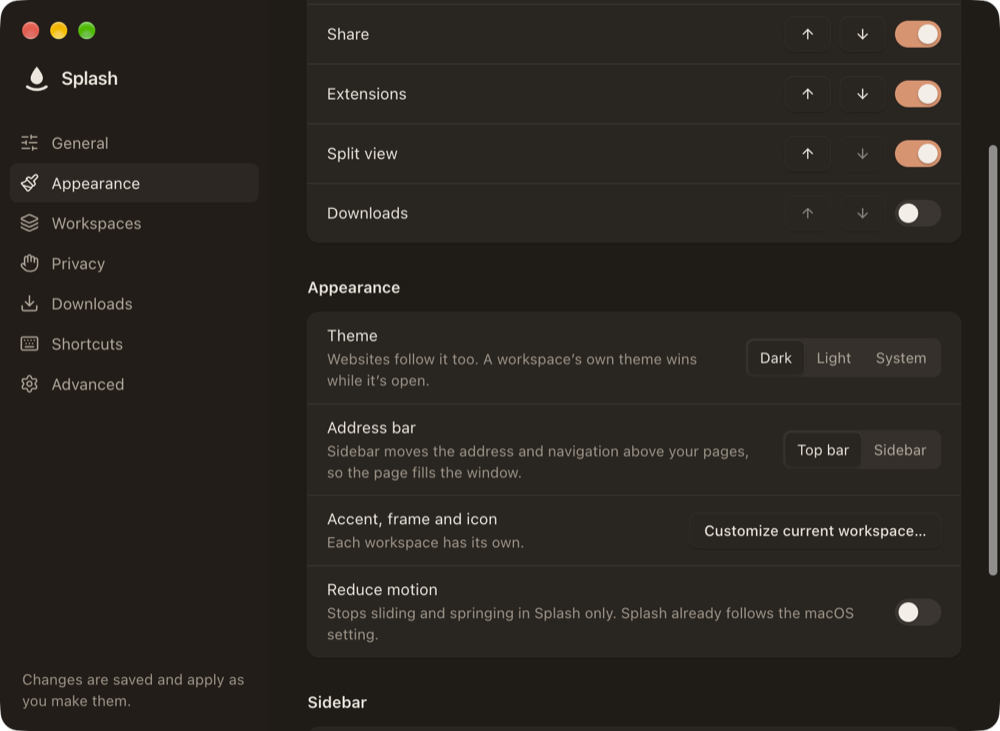 Splash
General
Appearance
Workspaces
Privacy
Downloads
Shortcuts
Advanced
Changes are saved and apply as
you make them.
Share
Extensions
Split view
Downloads
Appearance
Theme
Websites follow it too. A workspace’s own theme wins
while it’s open.
Dark Light System
Address bar
Sidebar moves the address and navigation above your pages,
so the page fills the window.
Top bar Sidebar
Accent, frame and icon
Each workspace has its own.
Customize current workspace...
Reduce motion
Stops sliding and springing in Splash only. Splash already follows the macOS
setting.
Sidebar